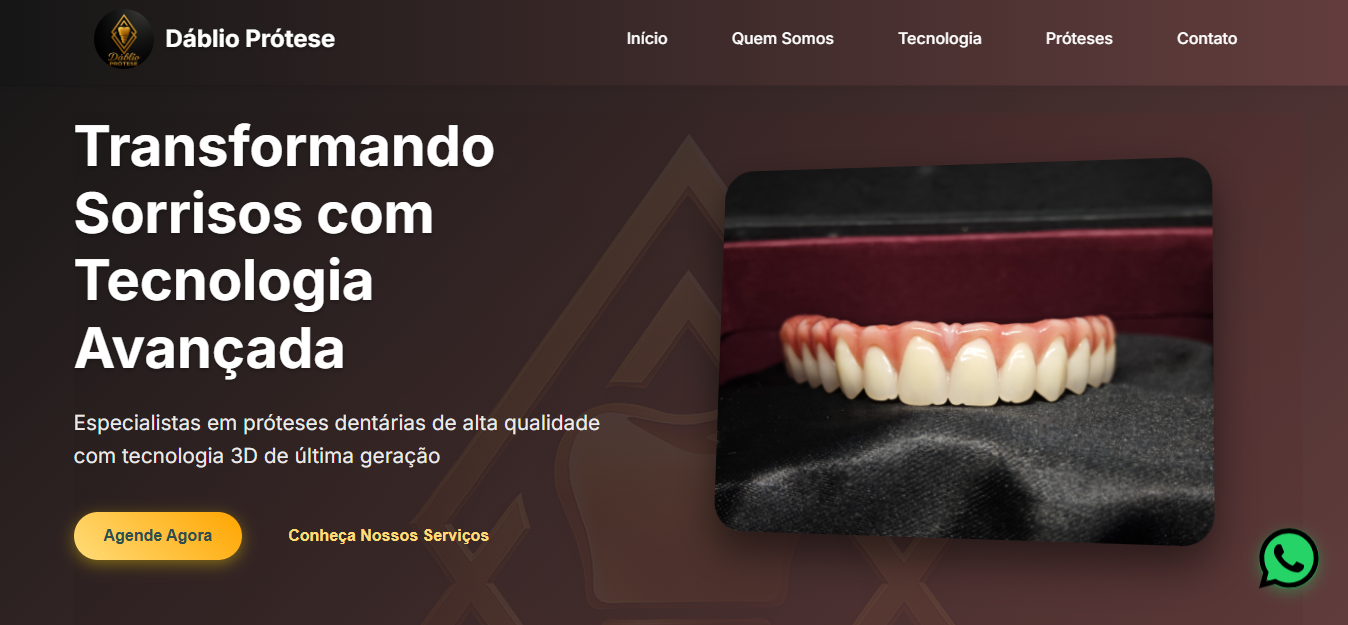 Dáblio
PRÓTESE
Dáblio Prótese
Início
Quem Somos
Tecnologia
Próteses
Contato
Transformando
Sorrisos com
Tecnologia
Avançada
Especialistas em próteses dentárias de alta qualidade
com tecnologia 3D de última geração
Agende Agora
Conheça Nossos Serviços